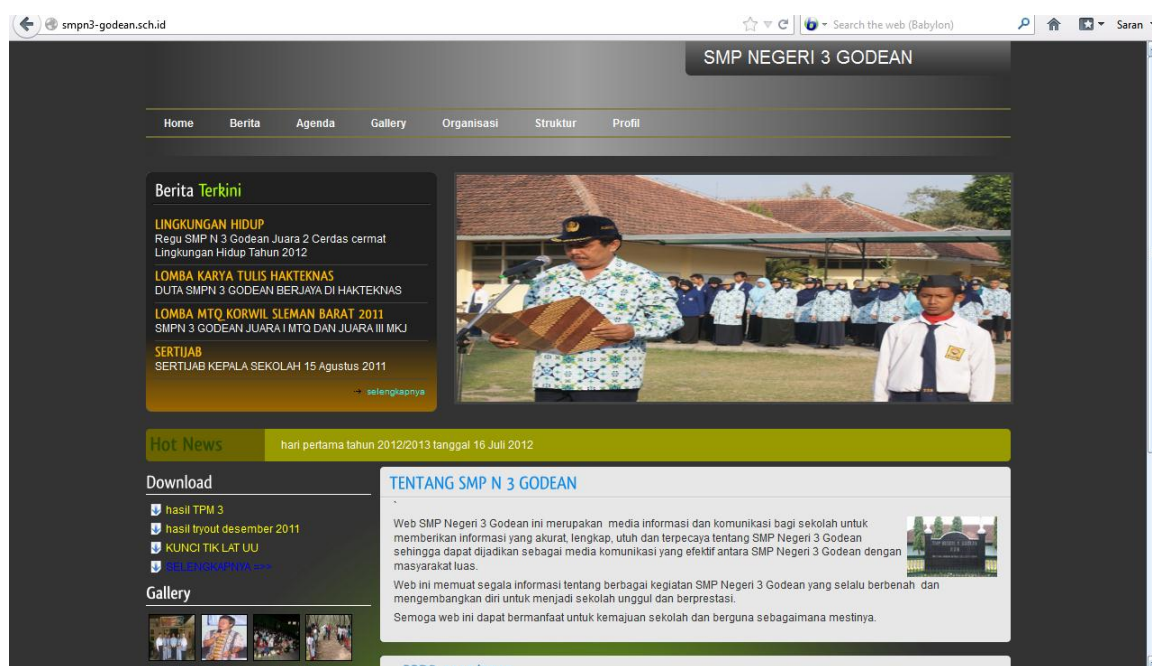 smpn3-godean.sch.id
Search the web (Babylon)
Saran
SMP NEGERI 3 GODEAN
Home Berita Agenda Gallery Organisasi Struktur Profil
Berita Terkini
LINGKUNGAN HIDUP
Regu SMP N 3 Godean Juara 2 Cerdas cermat
Lingkungan Hidup Tahun 2012
LOMBA KARYA TULIS HAKTEKNAS
DUTA SMPN 3 GODEAN BERJAYA DI HAKTEKNAS
LOMBA MTQ KORWIL SLEMAN BARAT 2011
SMPN 3 GODEAN JUARA I MTQ DAN JUARA III MKJ
SERTIJAB
SERTIJAB KEPALA SEKOLAH 15 Agustus 2011
selengkapnya
Hot News
hari pertama tahun 2012/2013 tanggal 16 Juli 2012
Download
hasil TPM 3
hasil tryout desember 2011
KUNCI TIK LAT UU
SELENGKAPNYA =>>
Gallery
TENTANG SMP N 3 GODEAN
Web SMP Negeri 3 Godean ini merupakan media informasi dan komunikasi bagi sekolah untuk
memberikan informasi yang akurat, lengkap, utuh dan terpecaya tentang SMP Negeri 3 Godean
sehingga dapat dijadikan sebagai media komunikasi yang efektif antara SMP Negeri 3 Godean dengan
masyarakat luas.
Web ini memuat segala informasi tentang berbagai kegiatan SMP Negeri 3 Godean yang selalu berbenah dan
mengembangkan diri untuk menjadi sekolah unggul dan berprestasi.
Semoga web ini dapat bermanfaat untuk kemajuan sekolah dan berguna sebagaimana mestinya.